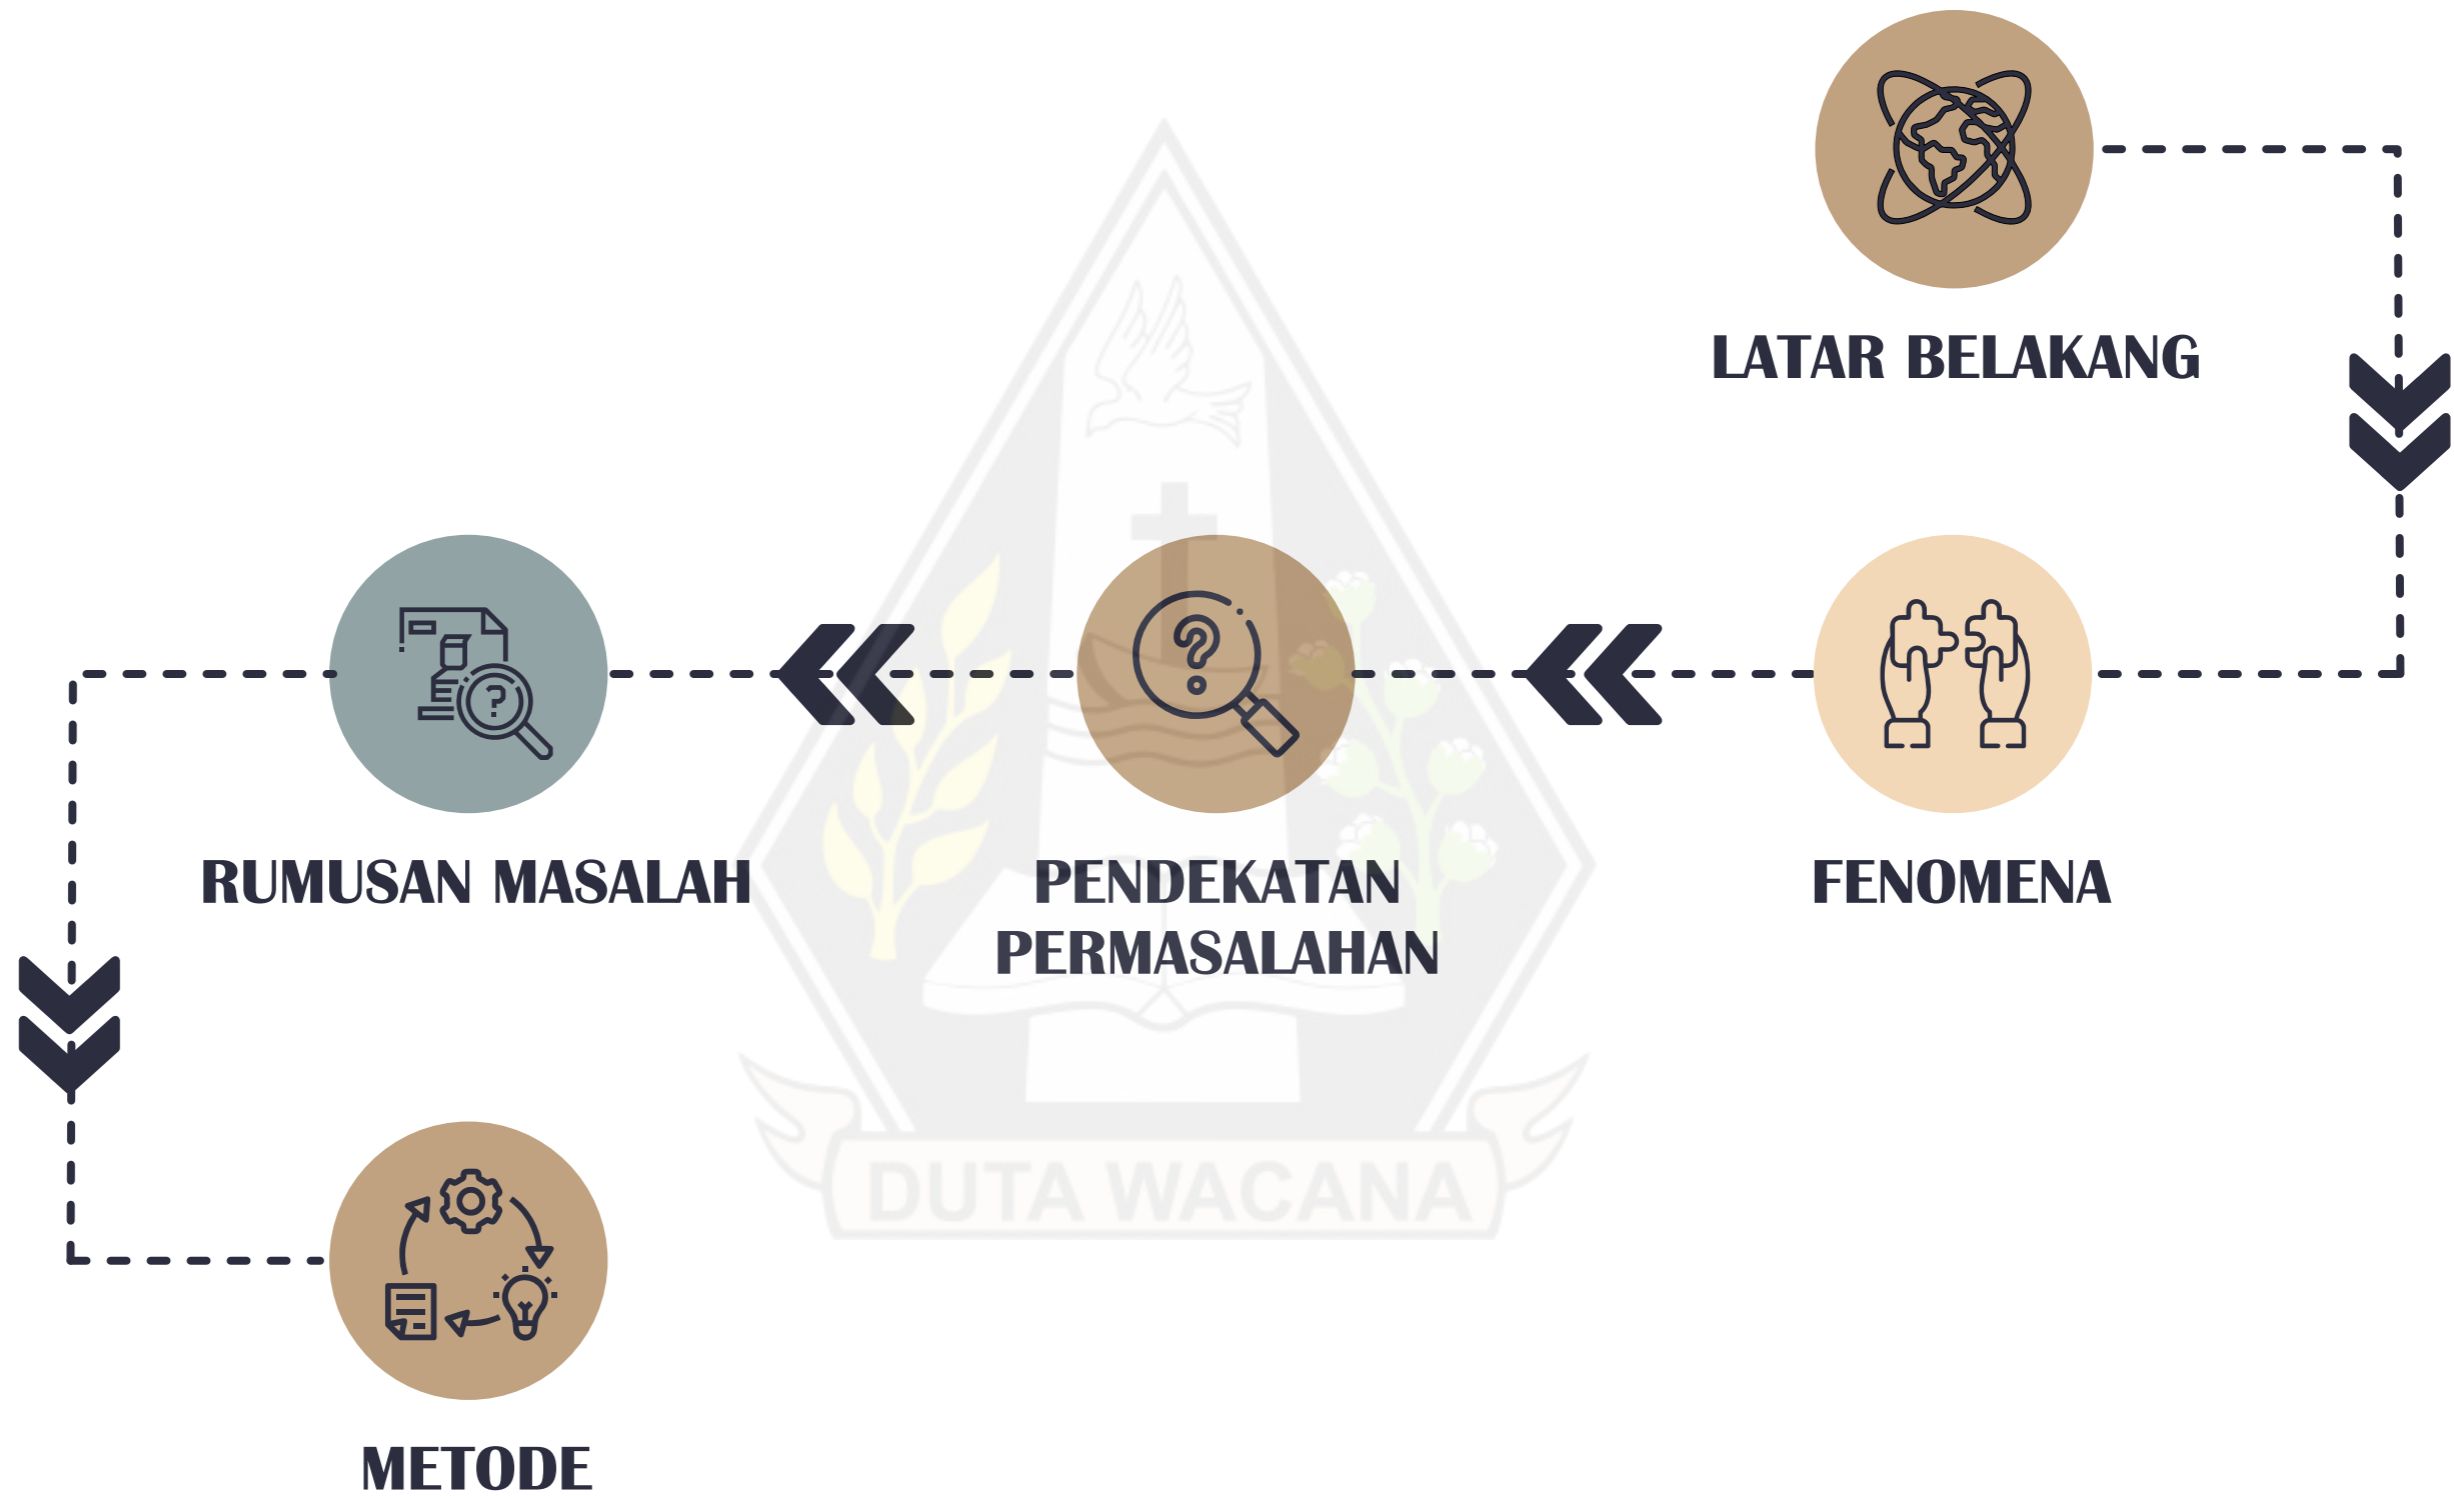 LATAR BELAKANG
RUMUSAN MASALAH
PENDEKATAN
PERMASALAHAN
FENOMENA
DUTA WACANA
METODE